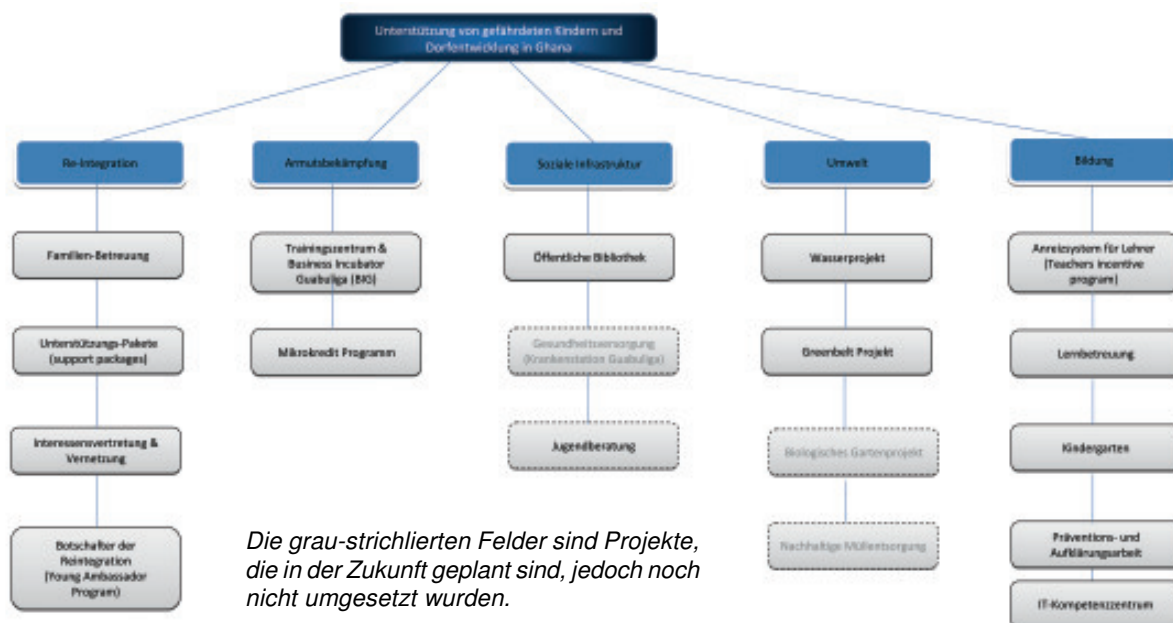 Unterstützung von gefährdeten Kindern und
Dorfentwicklung in Ghana
Re-Integration
Armutsbekämpfung
Soziale Infrastruktur
Umwelt
Bildung
Familien-Betreuung
Trainingszentrum &
Business Incubator
Guabuliga (BIG)
Öffentliche Bibliothek
Wasserprojekt
Anreizsystem für Lehrer
(Teachers incentive
program)
Unterstützungs-Pakete
(support packages)
Mikrokredit Programm
Gesundheitsversorgung
(Krankenstation Guabuliga)
Greenbelt Projekt
Lernbetreuung
Interessensvertretung &
Vernetzung
Jugendberatung
Biologisches Gartenprojekt
Kindergarten
Botschafter der
Reintegration
(Young Ambassador
Program)
Nachhaltige Müllentsorgung
Präventions- und
Aufklärungsarbeit
IT-Kompetenzzentrum
Die grau-strichlierten Felder sind Projekte,
die in der Zukunft geplant sind, jedoch noch
nicht umgesetzt wurden.